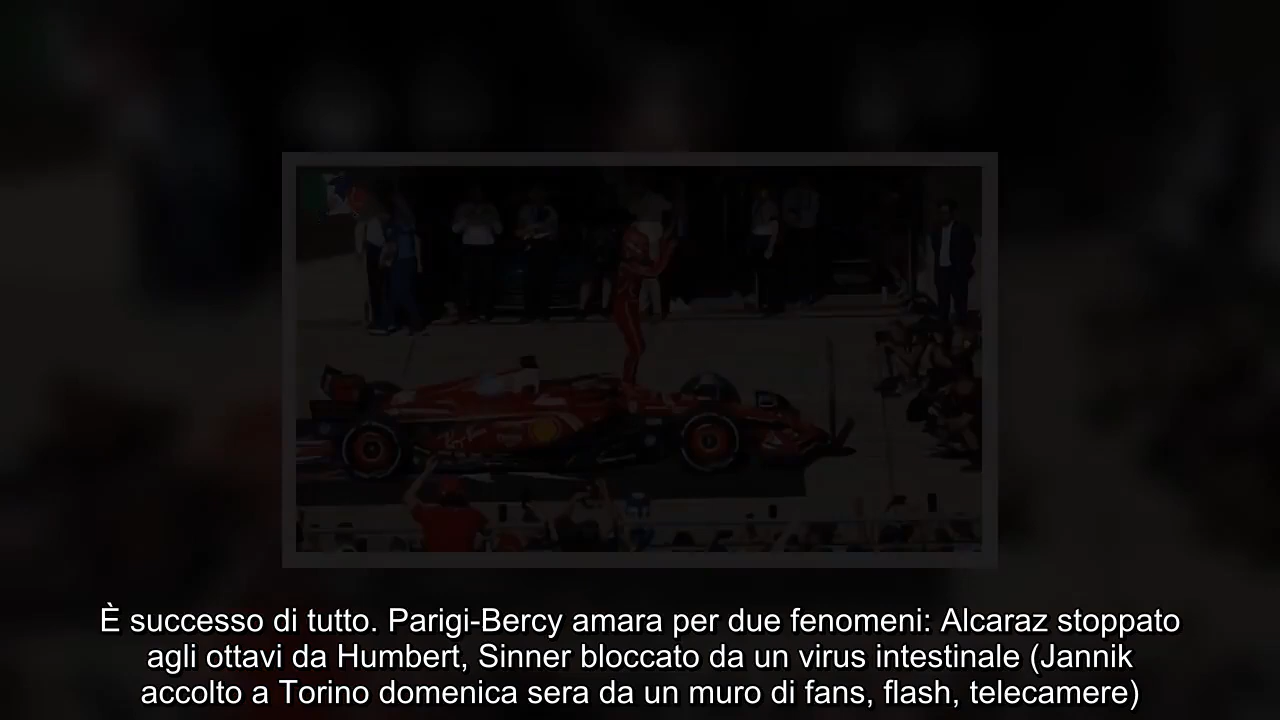 È successo di tutto. Parigi-Bercy amara per due fenomeni: Alcaraz stoppato
agli ottavi da Humbert, Sinner bloccato da un virus intestinale (Jannik
accolto a Torino domenica sera da un muro di fans, flash, telecamere)